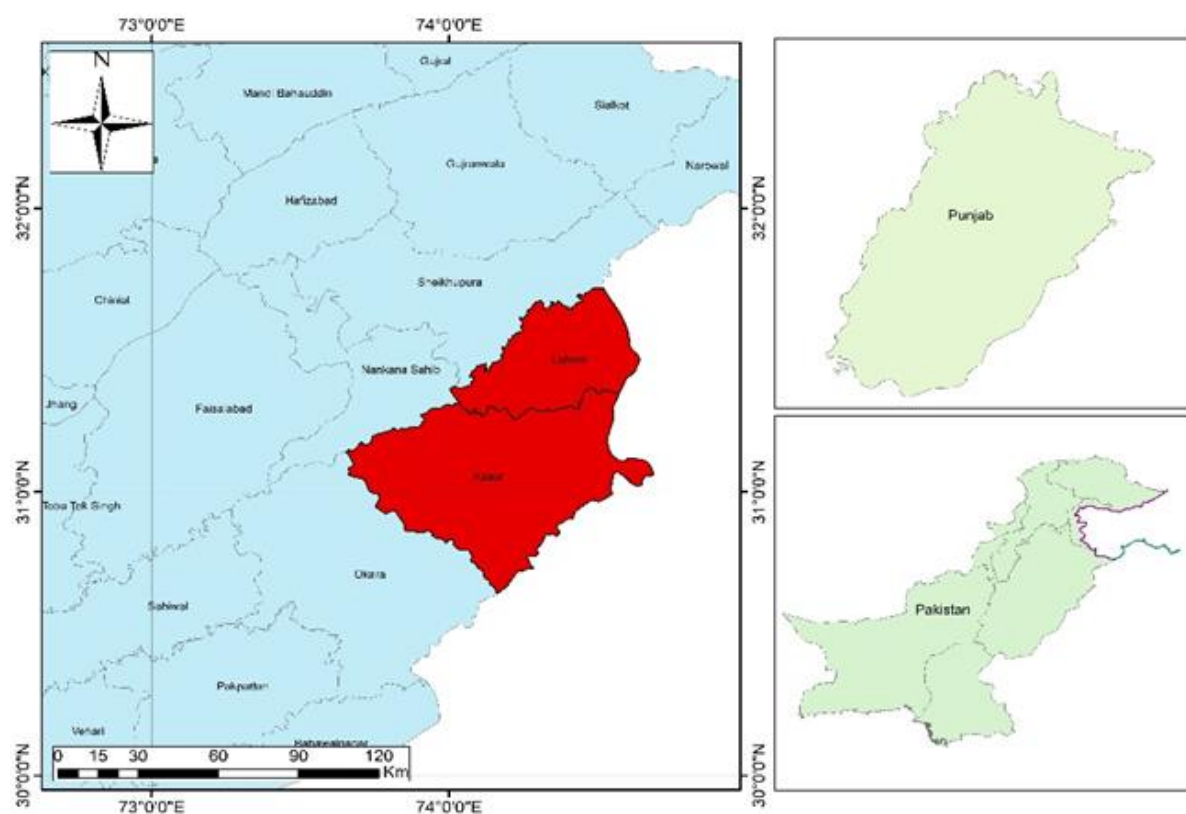 73°0'0"E 74°0'0"E
N
Gujrat
Mandi Bahauddin
Sialkot
Gujranwala
Narowal
Hafizabad
32°0'0"N 32°0'0"N
Sheikhupura
Chiniot
Lahore
Nankana Sahib
Jhang
Faisalabad
Kasur
31°0'0"N 31°0'0"N
Toba Tek Singh
Okara
Sahiwal
Pakpattan
Vehari
Bahawalnagar
0 15 30 60 90 120
Km
30°0'0"N 30°0'0"N
73°0'0"E 74°0'0"E
Punjab
Pakistan